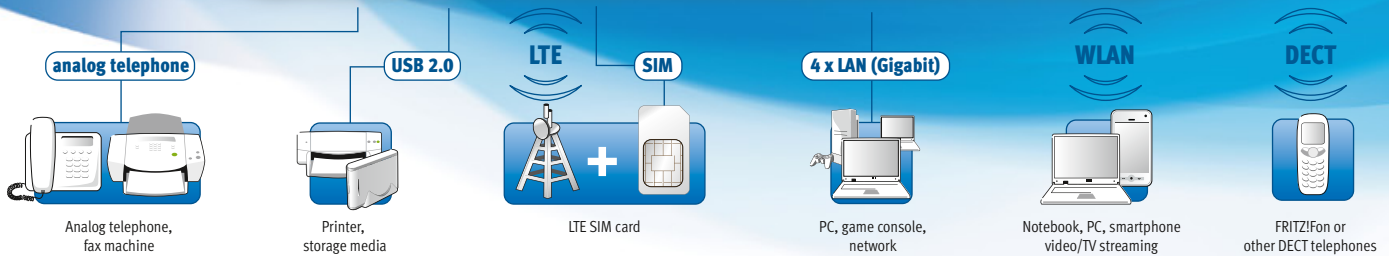 analog telephone
USB 2.0
LTE
SIM
4 x LAN (Gigabit)
WLAN
DECT
Analog telephone,
fax machine
Printer,
storage media
LTE SIM card
PC, game console,
network
Notebook, PC, smartphone
video/TV streaming
FRITZ!Fon or
other DECT telephones